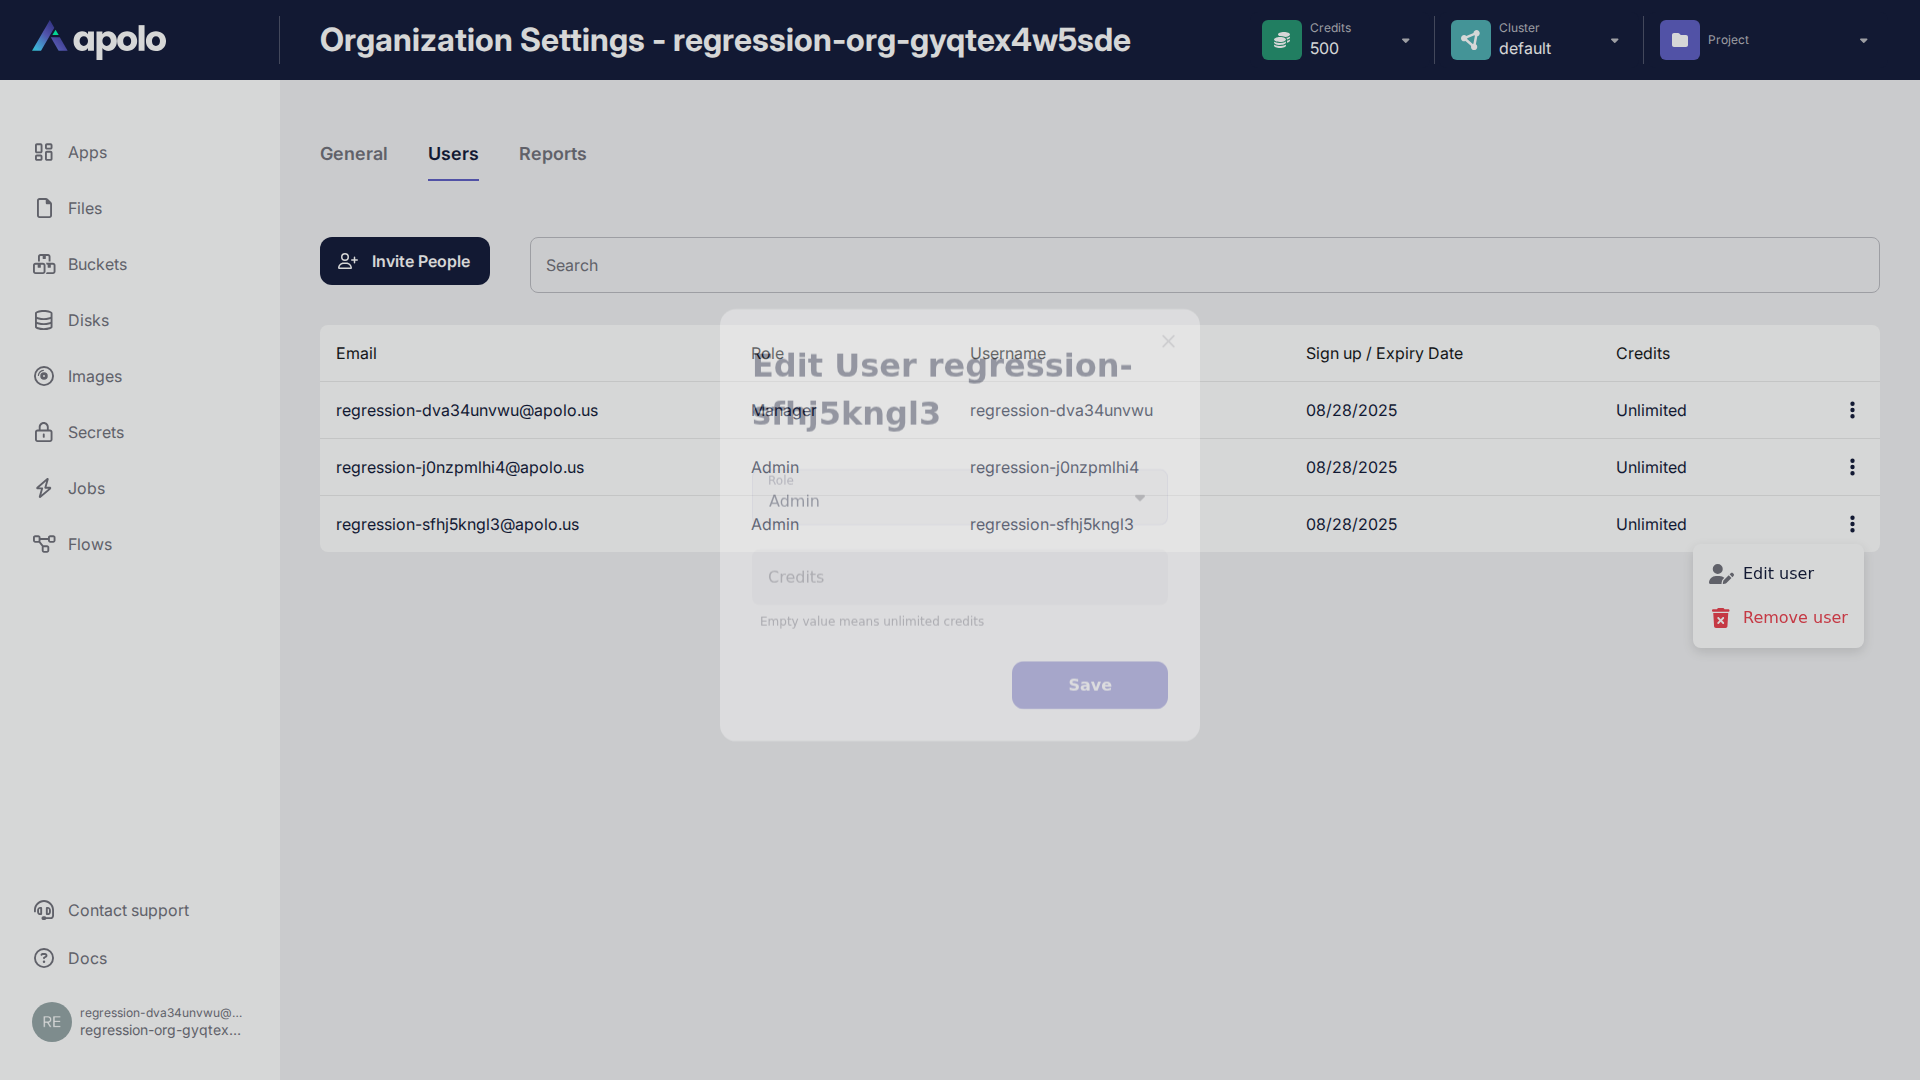 apolo
Organization Settings - regression-org-gyqtex4w5sde
Credits
500
Cluster
default
Project
Apps
Files
Buckets
Disks
Images
Secrets
Jobs
Flows
Contact support
Docs
RE
regression-dva34unvwu@...
regression-org-gyqtex...
General
Users
Reports
Invite People
Search
Email
Role
Username
Sign up / Expiry Date
Credits
regression-dva34unvwu@apolo.us
Manager
regression-dva34unvwu
08/28/2025
Unlimited
regression-j0nzpmlhi4@apolo.us
Admin
regression-j0nzpmlhi4
08/28/2025
Unlimited
regression-sfhj5kngl3@apolo.us
Admin
regression-sfhj5kngl3
08/28/2025
Unlimited
Edit User regression-
sfhj5kngl3
Role
Admin
Credits
Empty value means unlimited credits
Save
Edit user
Remove user